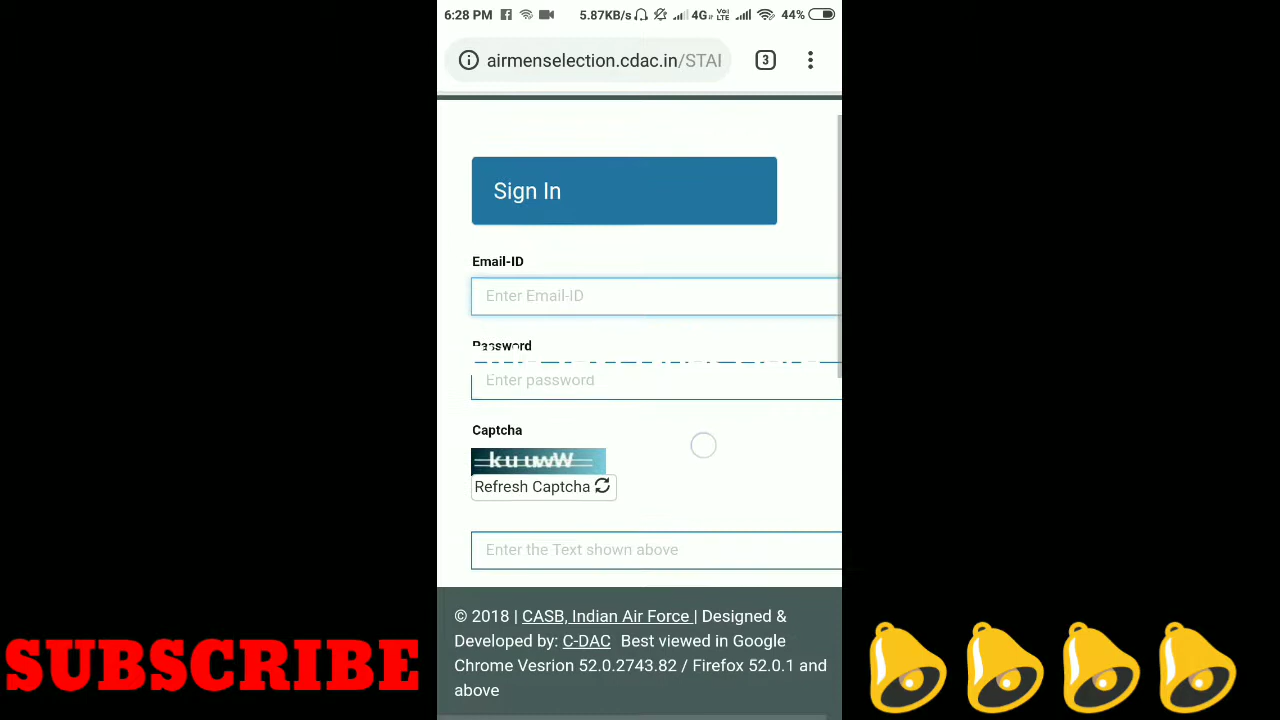 6:28 PM 5.87KB/s 4G VoLTE 44%
airmenselection.cdac.in/STAI 3
Sign In
Email-ID
Enter Email-ID
Password
Enter password
Captcha
kuuwW
Refresh Captcha
Enter the Text shown above
© 2018 | CASB, Indian Air Force | Designed &
Developed by: C-DAC Best viewed in Google
Chrome Vesrion 52.0.2743.82 / Firefox 52.0.1 and
above
SUBSCRIBE